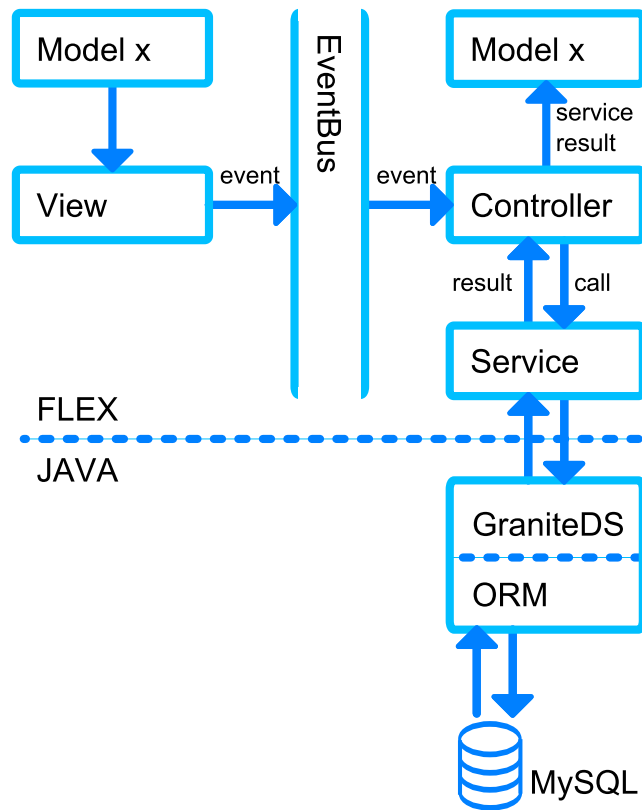 Model x
Model x
EventBus
service
result
event
event
View
Controller
result
call
Service
FLEX
JAVA
GraniteDS
ORM
MySQL